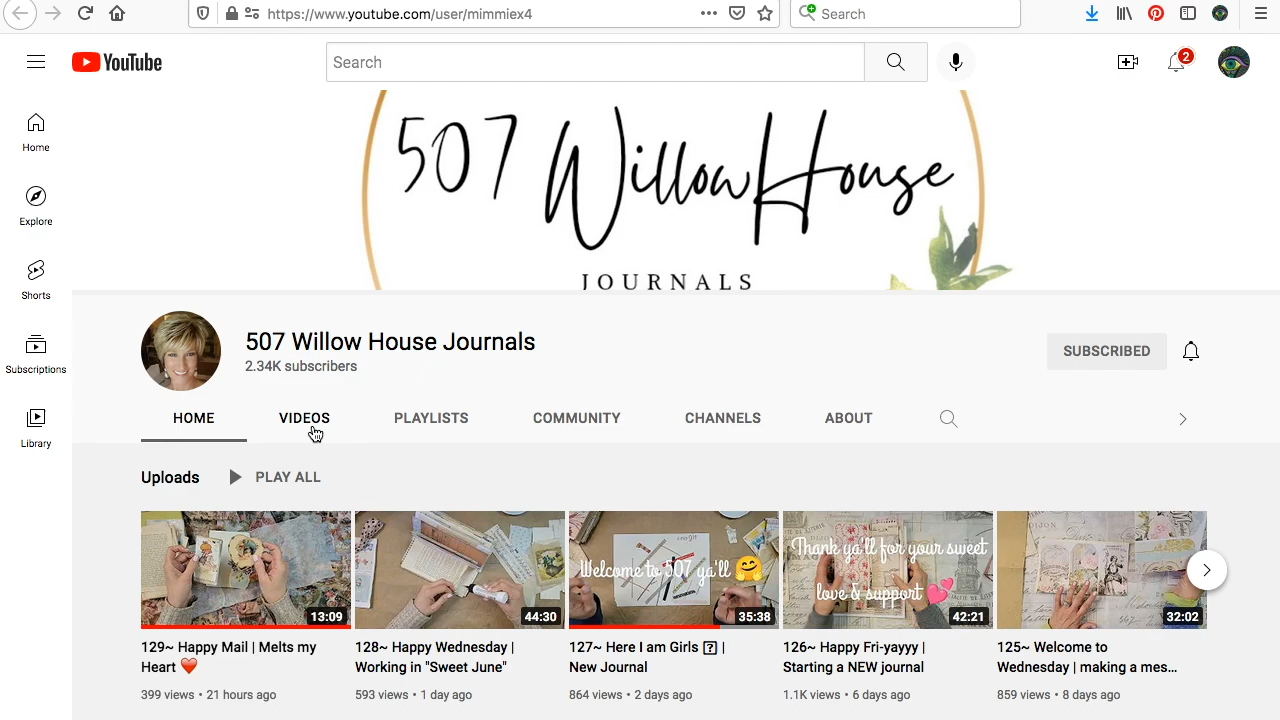 https://www.youtube.com/user/mimmiex4
Search
YouTube
Search
2
Home
Explore
Shorts
Subscriptions
Library
507 Willow House
JOURNALS
507 Willow House Journals
2.34K subscribers
SUBSCRIBED
HOME VIDEOS PLAYLISTS COMMUNITY CHANNELS ABOUT
Uploads PLAY ALL
13:09
44:30
Welcome to 507 ya'll 🤗
35:38
Thank ya'll for your sweet
love & support 💕
42:21
32:02
129~ Happy Mail | Melts my
Heart ❤️
399 views • 21 hours ago
128~ Happy Wednesday |
Working in "Sweet June"
593 views • 1 day ago
127~ Here I am Girls ? |
New Journal
864 views • 2 days ago
126~ Happy Fri-yayyy |
Starting a NEW journal
1.1K views • 6 days ago
125~ Welcome to
Wednesday | making a mes...
859 views • 8 days ago